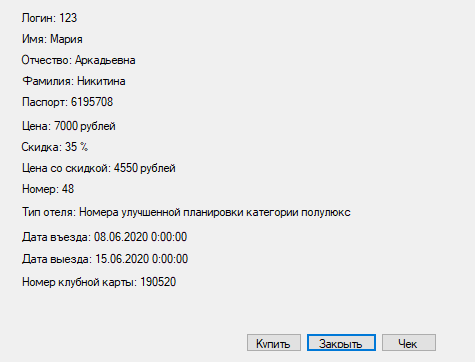 Логин: 123
Имя: Мария
Отчество: Аркадьевна
Фамилия: Никитина
Паспорт: 6195708
Цена: 7000 рублей
Скидка: 35 %
Цена со скидкой: 4550 рублей
Номер: 48
Тип отеля: Номера улучшенной планировки категории полулюкс
Дата въезда: 08.06.2020 0:00:00
Дата выезда: 15.06.2020 0:00:00
Номер клубной карты: 190520
Купить Закрыть Чек